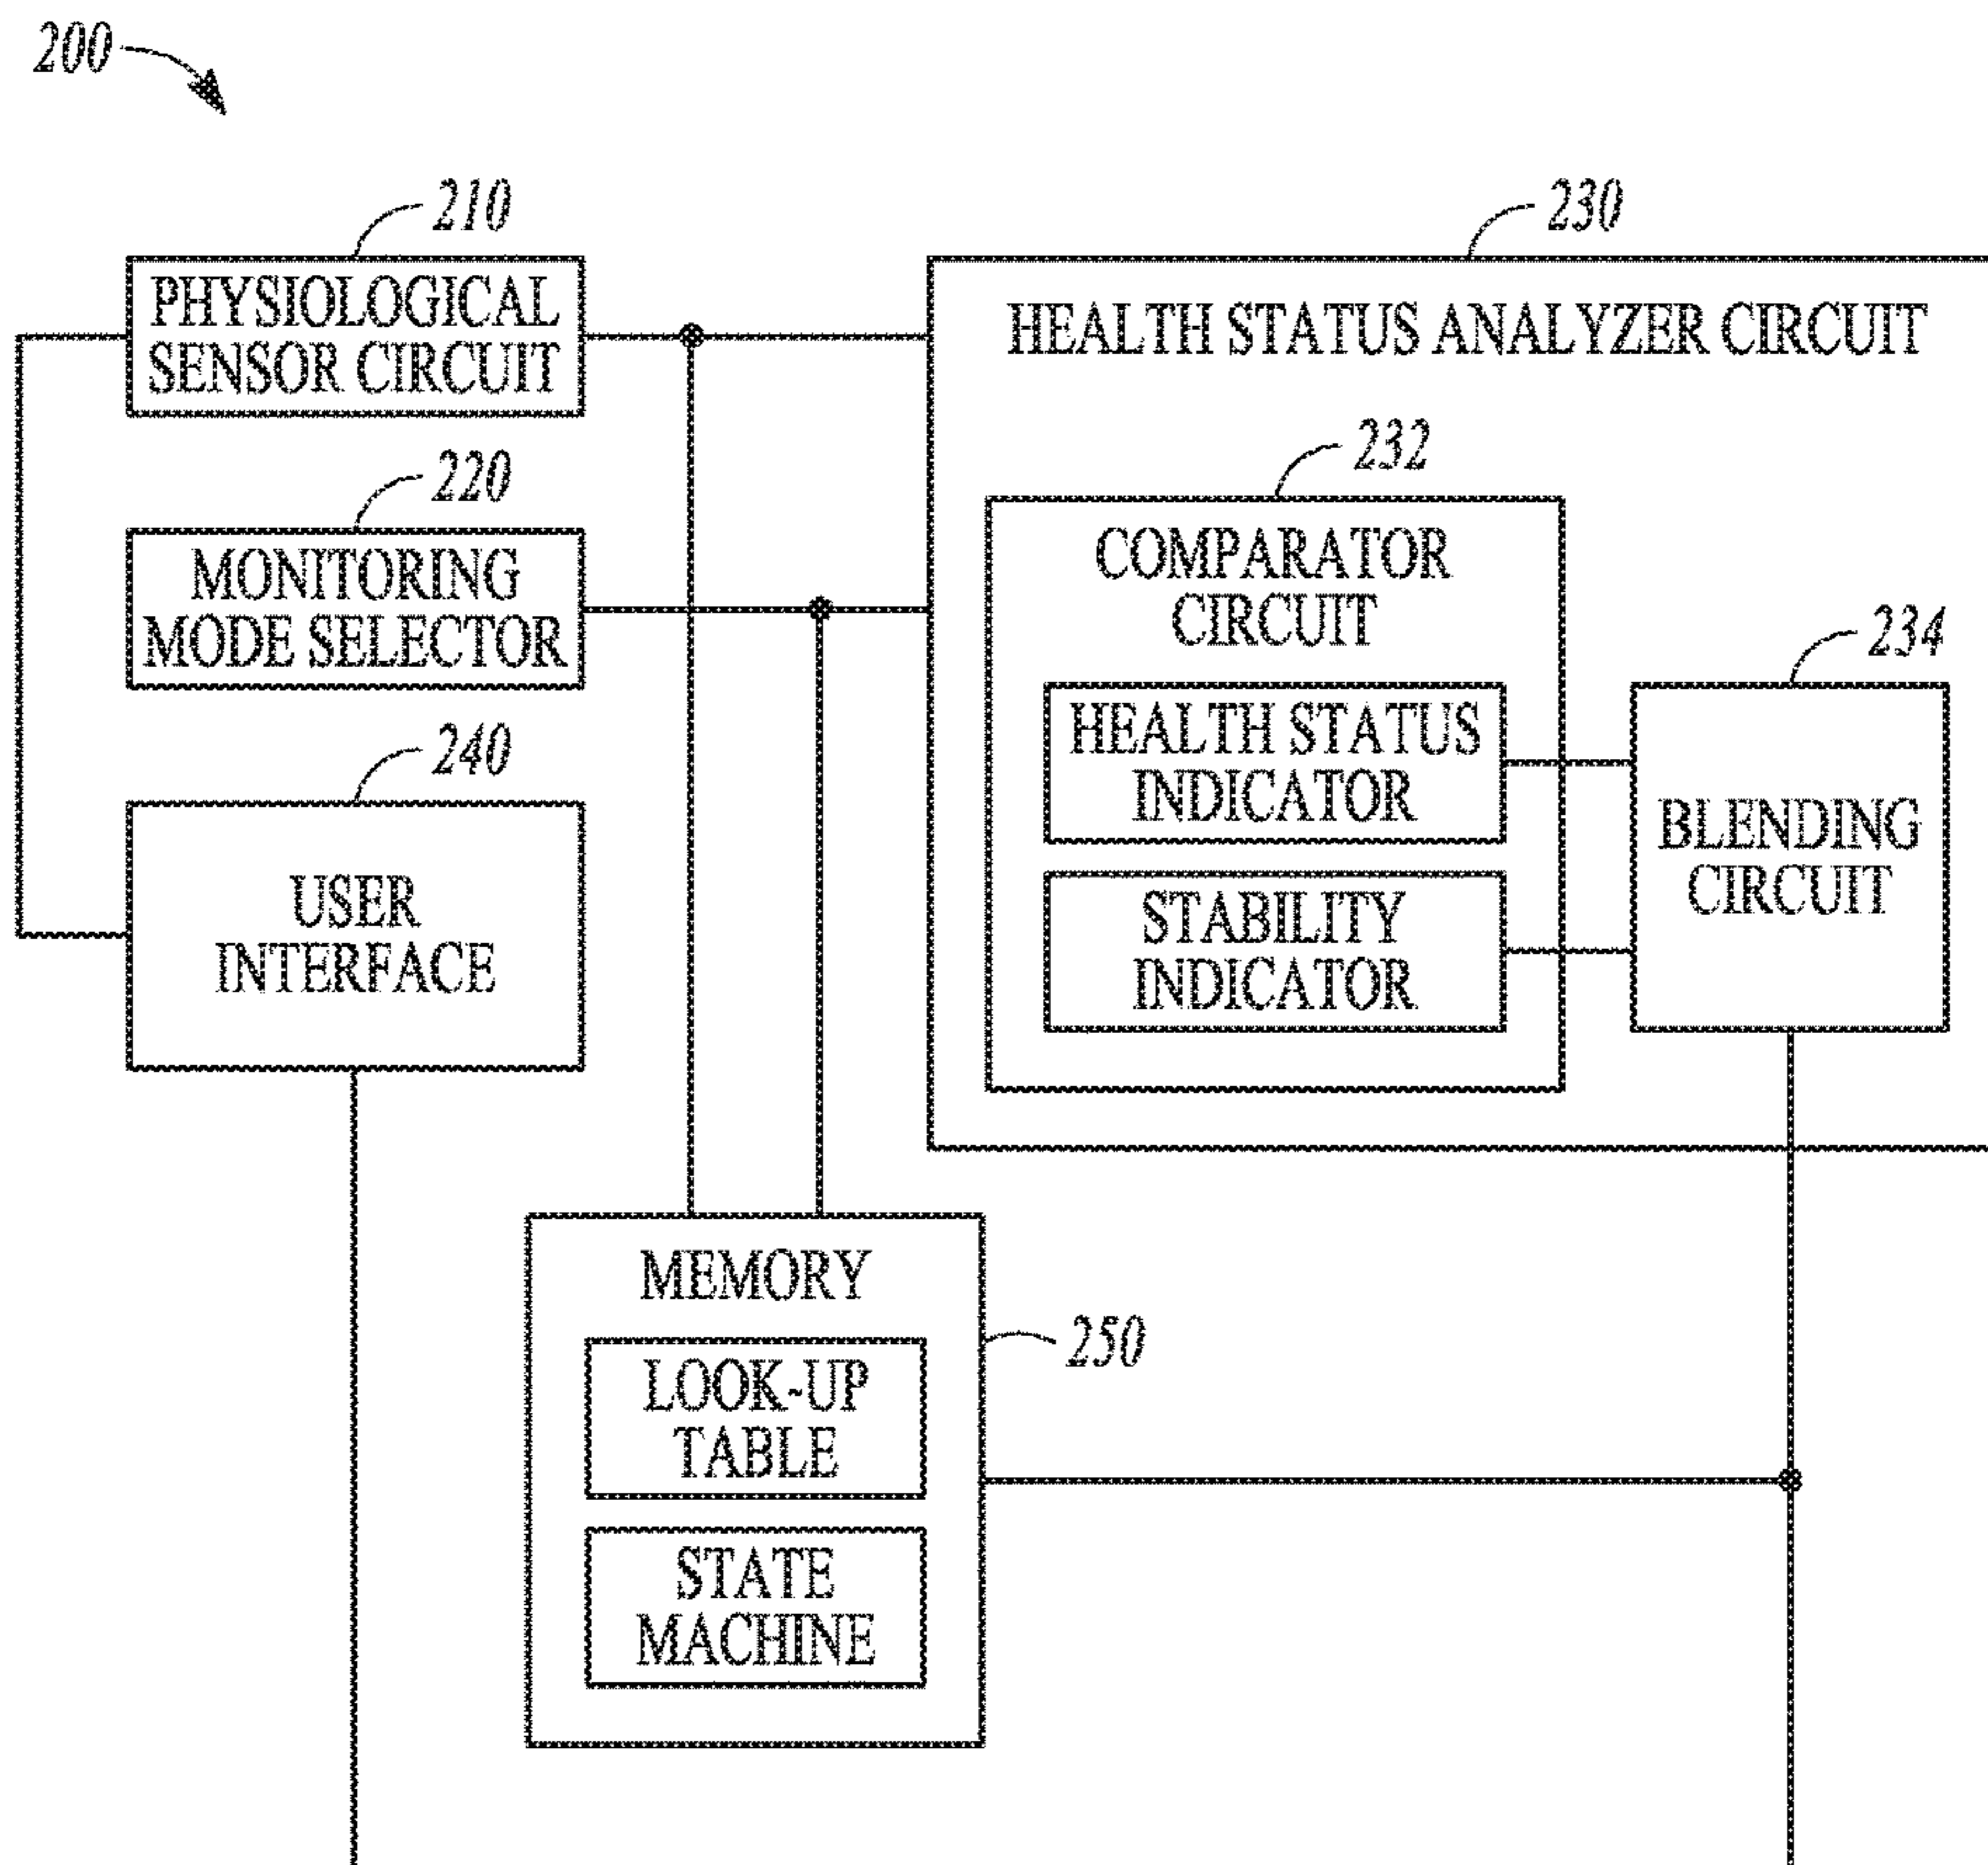 200
210
PHYSIOLOGICAL
SENSOR CIRCUIT
220
MONITORING
MODE SELECTOR
240
USER
INTERFACE
230
HEALTH STATUS ANALYZER CIRCUIT
232
COMPARATOR
CIRCUIT
HEALTH STATUS
INDICATOR
STABILITY
INDICATOR
234
BLENDING
CIRCUIT
MEMORY
250
LOOK-UP
TABLE
STATE
MACHINE